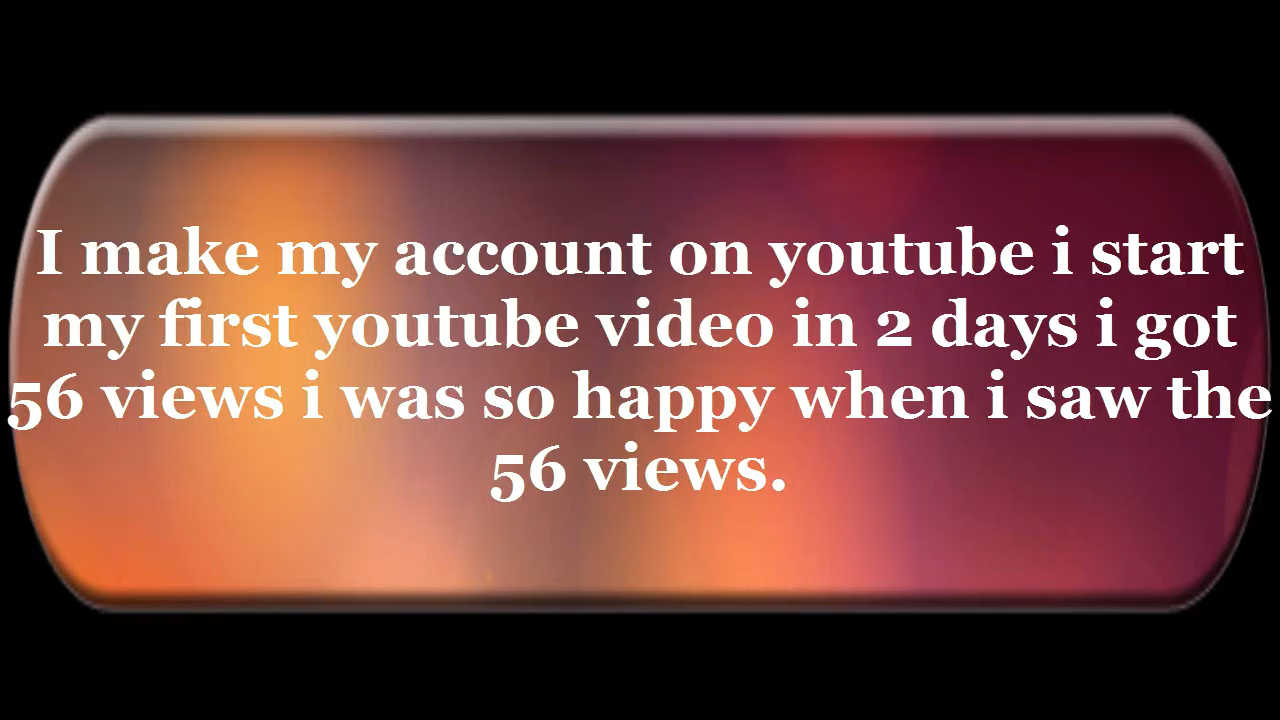 I make my account on youtube i start
my first youtube video in 2 days i got
56 views i was so happy when i saw the
56 views.